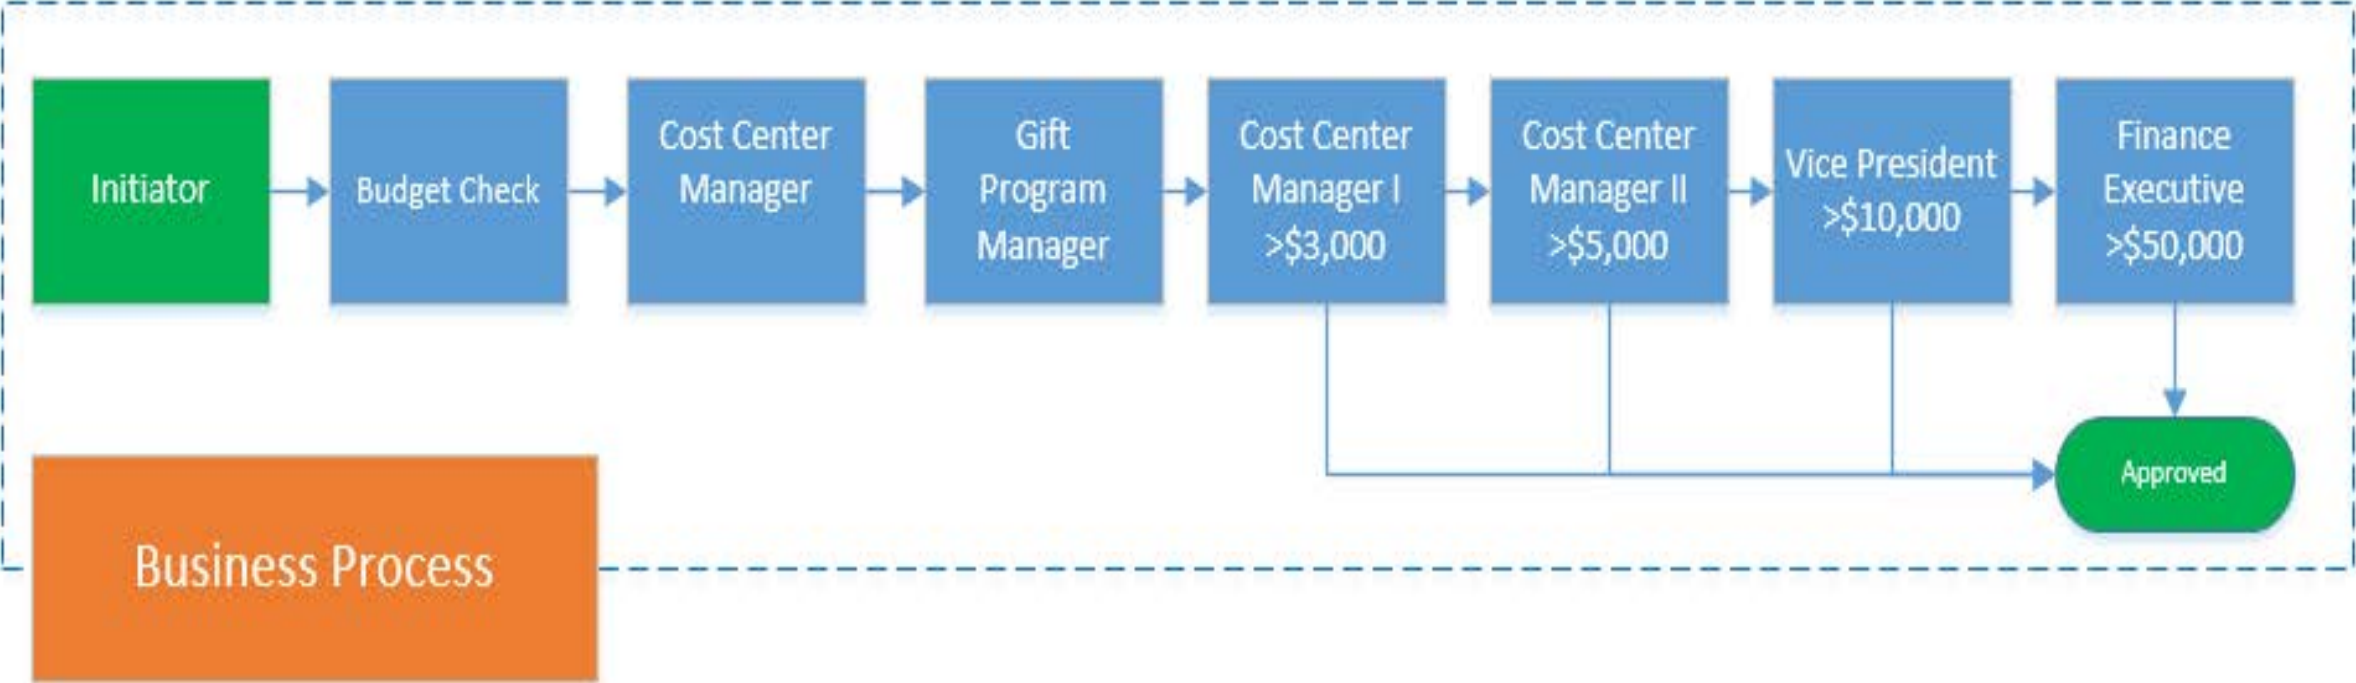 Initiator
Budget Check
Cost Center
Manager
Gift
Program
Manager
Cost Center
Manager I
>$3,000
Cost Center
Manager II
>$5,000
Vice President
>$10,000
Finance
Executive
>$50,000
Approved
Business Process